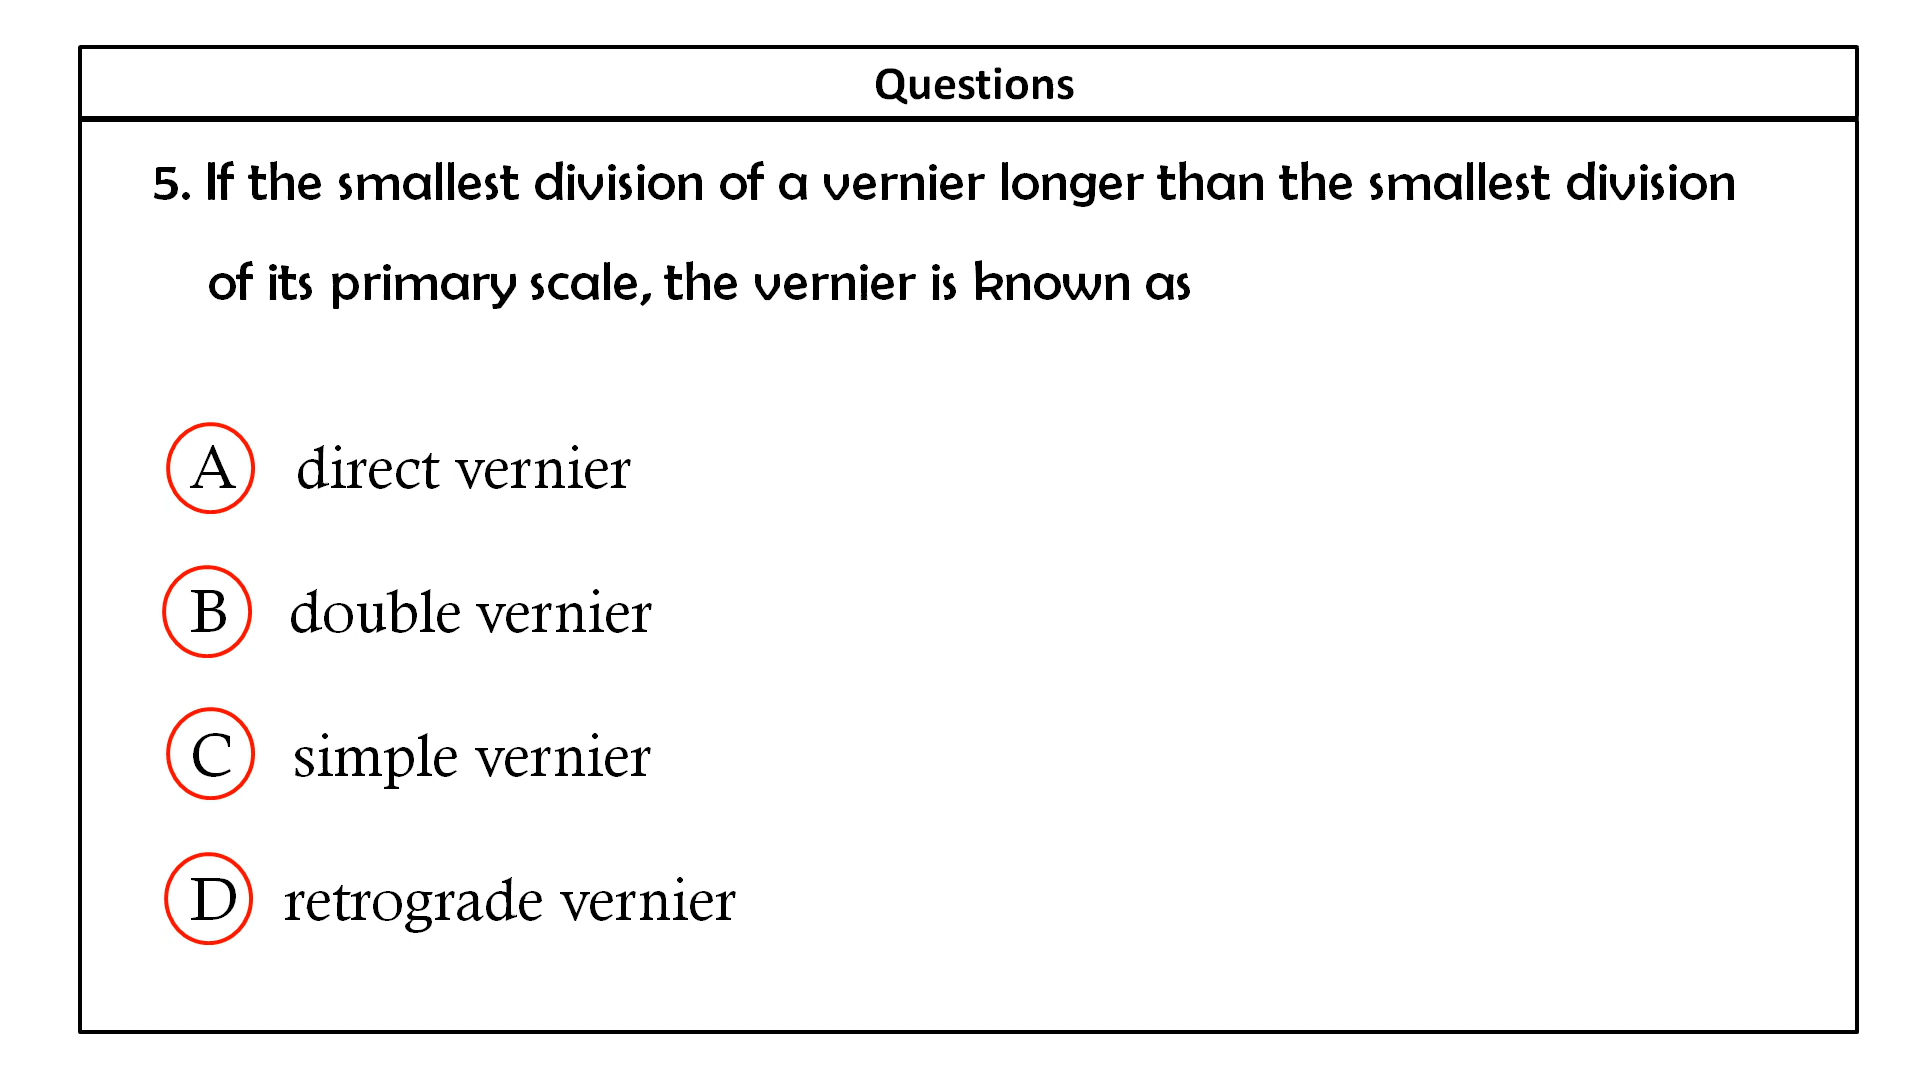 Questions
5. If the smallest division of a vernier longer than the smallest division
of its primary scale, the vernier is known as
A direct vernier
B double vernier
C simple vernier
D retrograde vernier